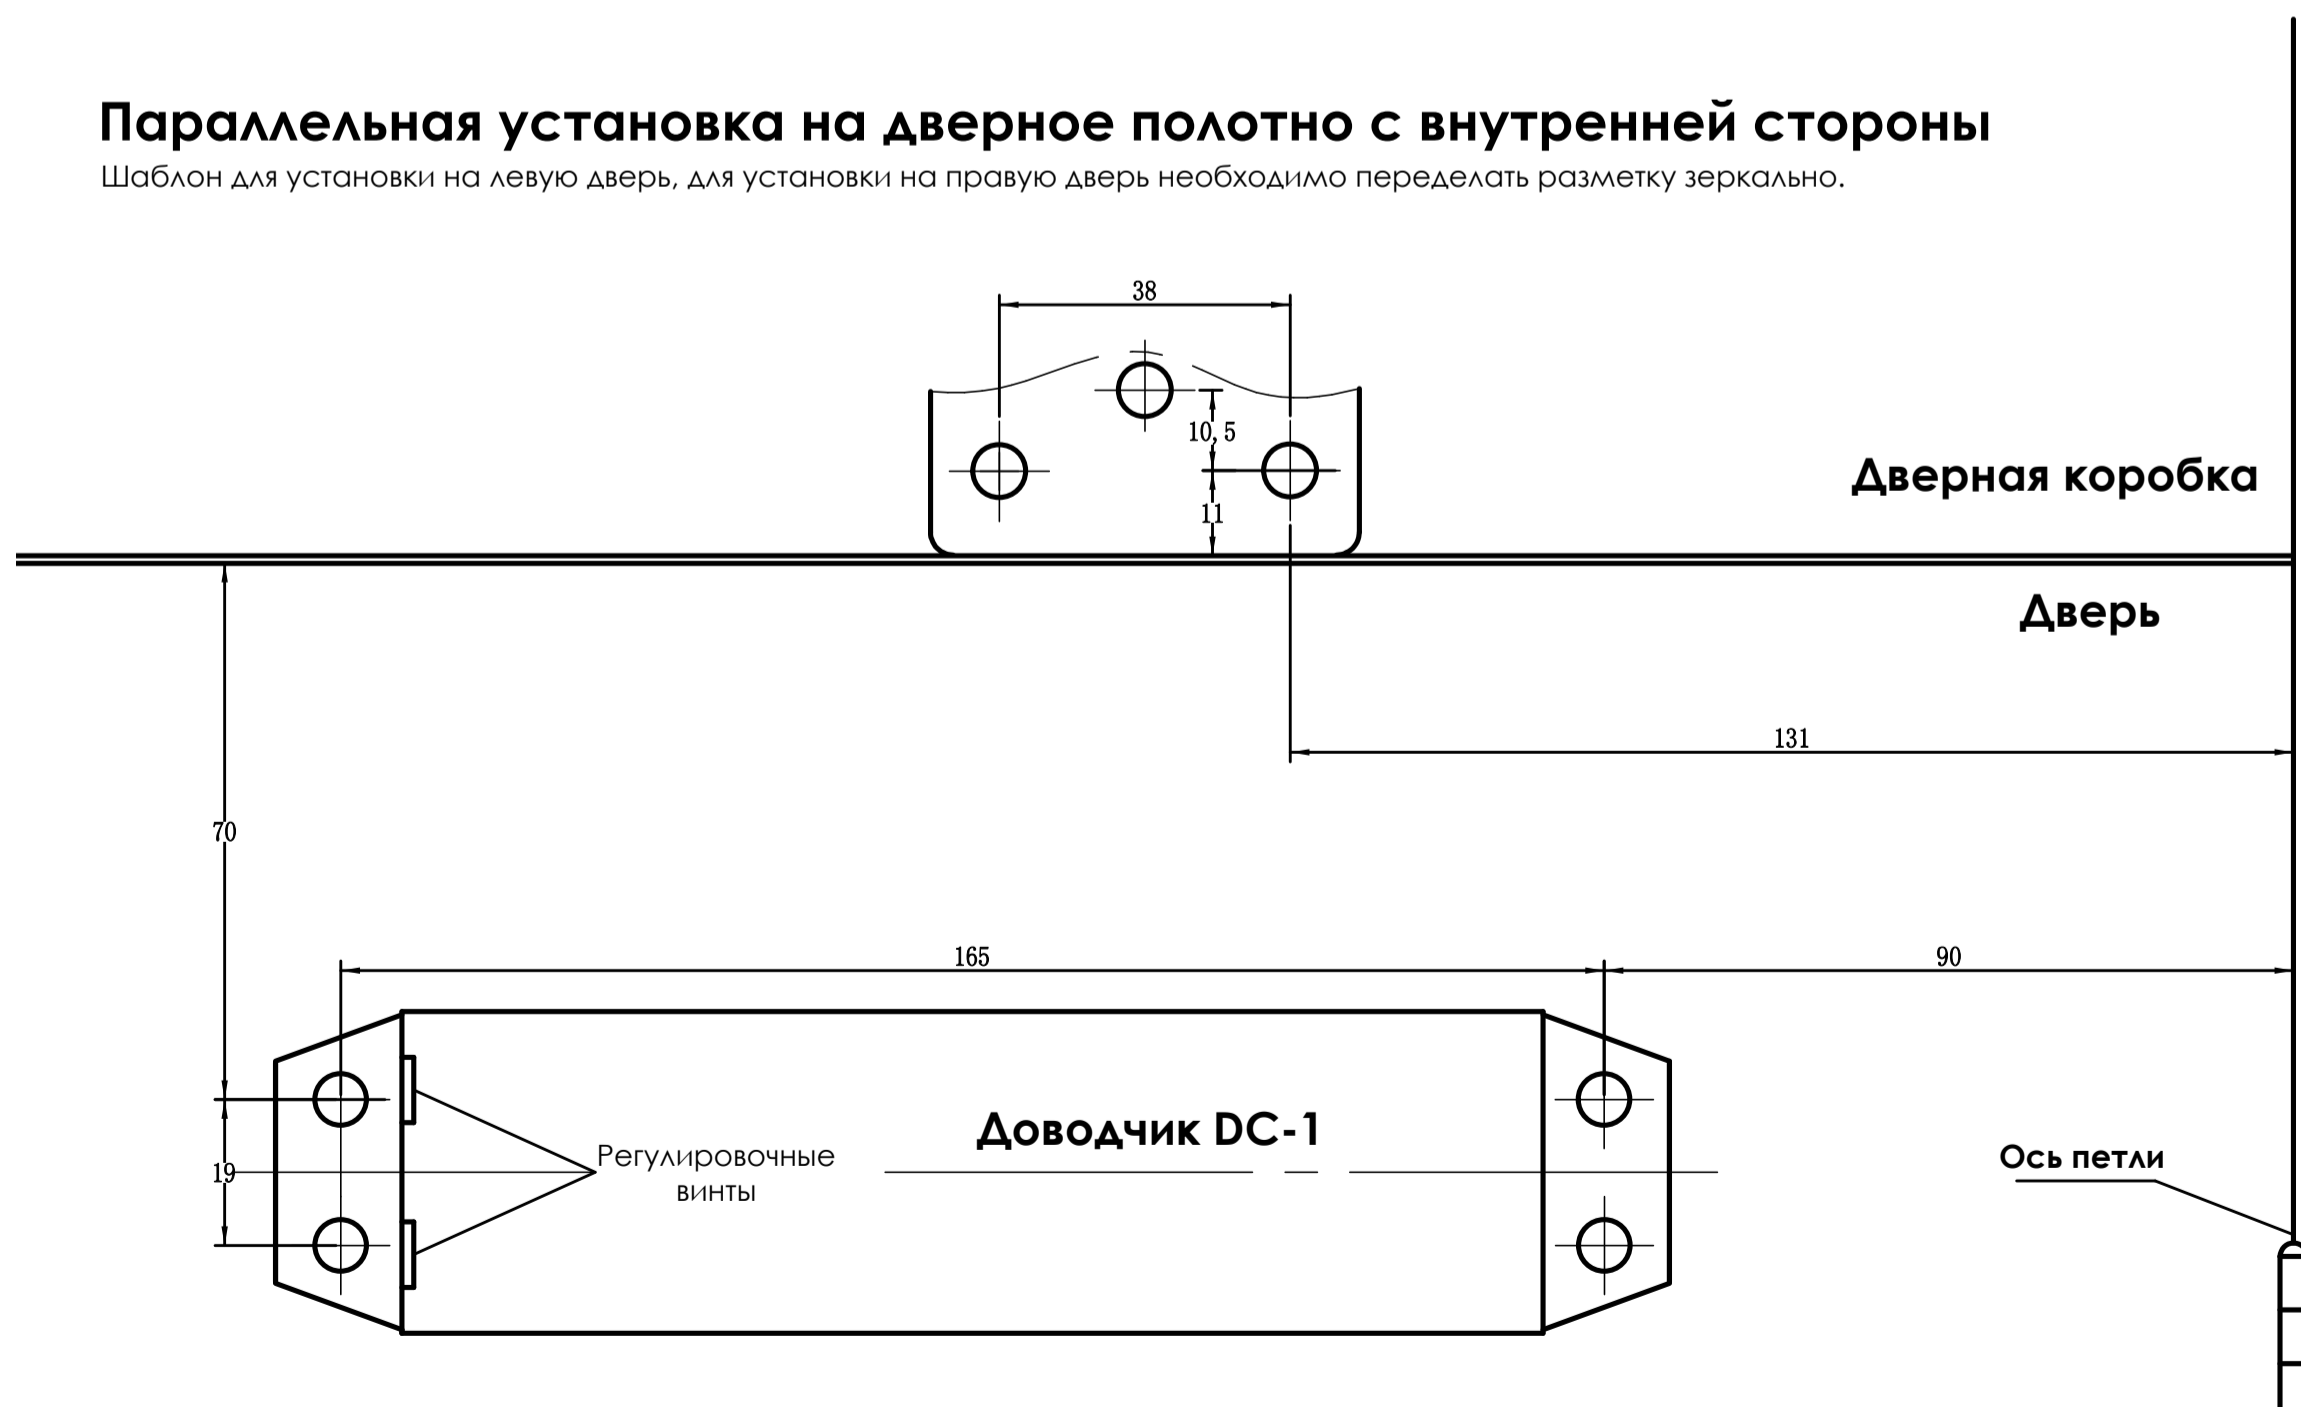 Параллельная установка на дверное полотно с внутренней стороны
Шаблон для установки на левую дверь, для установки на правую дверь необходимо переделать разметку зеркально.
38
10,5
11
Дверная коробка
Дверь
131
70
165
90
19
Доводчик DC-1
Регулировочные
винты
Ось петли